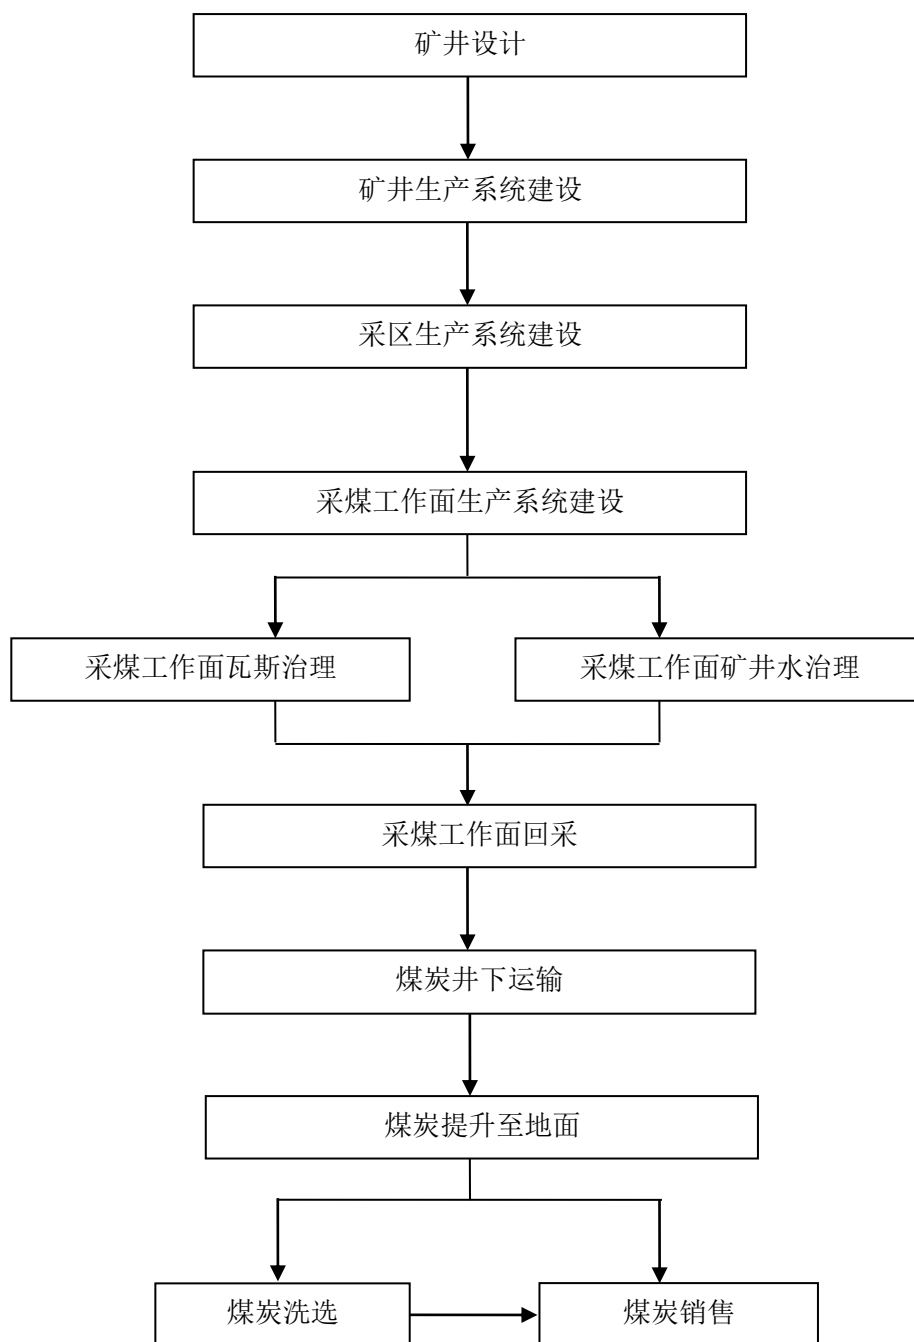 矿井设计
矿井生产系统建设
采区生产系统建设
采煤工作面生产系统建设
采煤工作面瓦斯治理
采煤工作面矿井水治理
采煤工作面回采
煤炭井下运输
煤炭提升至地面
煤炭洗选
煤炭销售